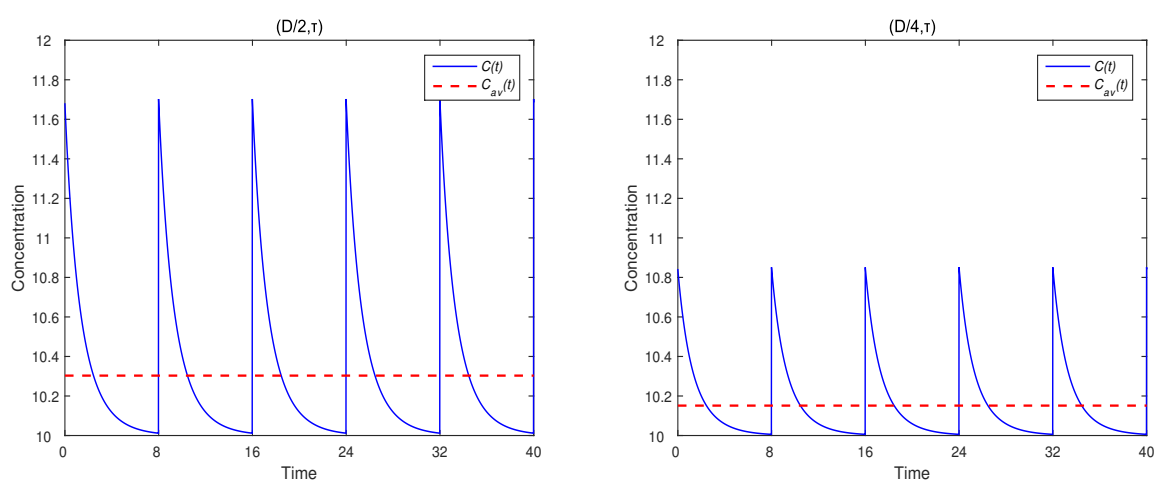 (D/2,τ)
12
11.8
11.6
11.4
11.2
11
10.8
10.6
10.4
10.2
10
Concentration
0 8 16 24 32 40
Time
C(t)
C_av(t)
(D/4,τ)
12
11.8
11.6
11.4
11.2
11
10.8
10.6
10.4
10.2
10
Concentration
0 8 16 24 32 40
Time
C(t)
C_av(t)